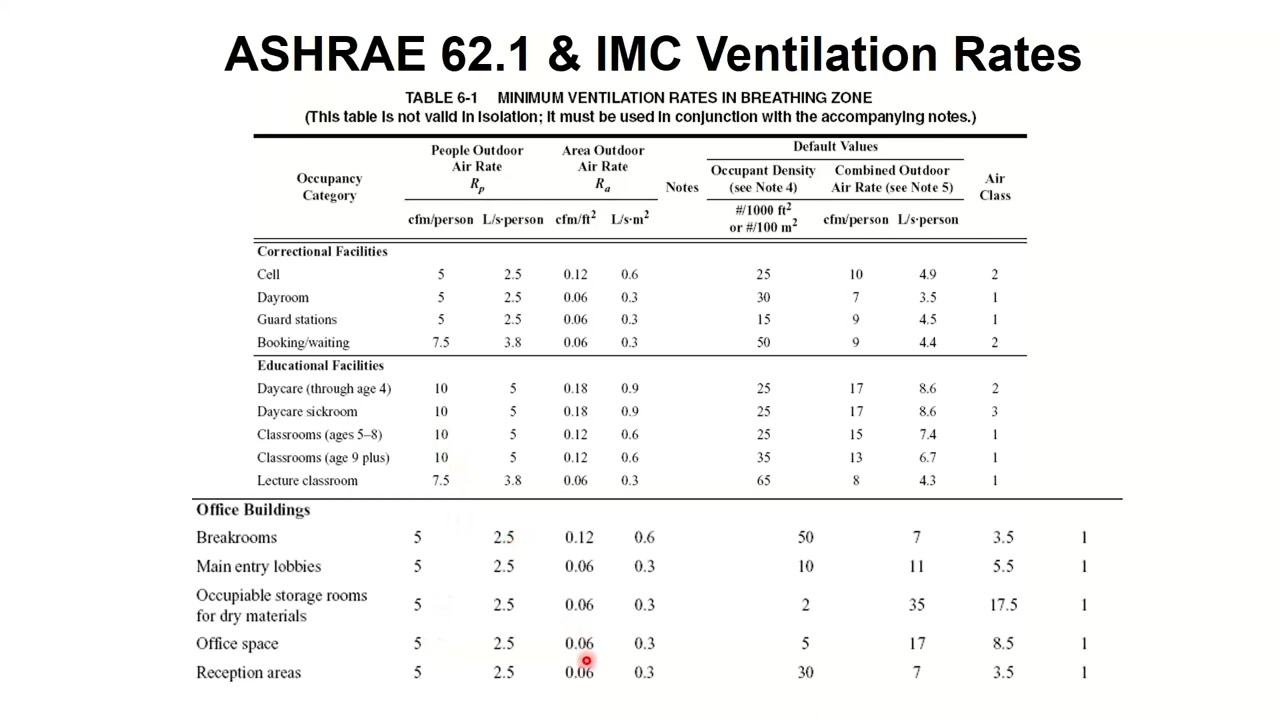 ASHRAE 62.1 & IMC Ventilation Rates
TABLE 6-1 MINIMUM VENTILATION RATES IN BREATHING ZONE
(This table is not valid in isolation; it must be used in conjunction with the accompanying notes.)
Occupancy Category People Outdoor Air Rate Rp Area Outdoor Air Rate Ra Notes Default Values Air Class
Occupant Density (see Note 4) Combined Outdoor Air Rate (see Note 5)
cfm/person L/s·person cfm/ft² L/s·m² #/1000 ft² or #/100 m² cfm/person L/s·person
Correctional Facilities
Cell 5 2.5 0.12 0.6 25 10 4.9 2
Dayroom 5 2.5 0.06 0.3 30 7 3.5 1
Guard stations 5 2.5 0.06 0.3 15 9 4.5 1
Booking/waiting 7.5 3.8 0.06 0.3 50 9 4.4 2
Educational Facilities
Daycare (through age 4) 10 5 0.18 0.9 25 17 8.6 2
Daycare sickroom 10 5 0.18 0.9 25 17 8.6 3
Classrooms (ages 5–8) 10 5 0.12 0.6 25 15 7.4 1
Classrooms (age 9 plus) 10 5 0.12 0.6 35 13 6.7 1
Lecture classroom 7.5 3.8 0.06 0.3 65 8 4.3 1
Office Buildings
Breakrooms 5 2.5 0.12 0.6 50 7 3.5 1
Main entry lobbies 5 2.5 0.06 0.3 10 11 5.5 1
Occupiable storage rooms
for dry materials 5 2.5 0.06 0.3 2 35 17.5 1
Office space 5 2.5 0.06 0.3 5 17 8.5 1
Reception areas 5 2.5 0.06 0.3 30 7 3.5 1